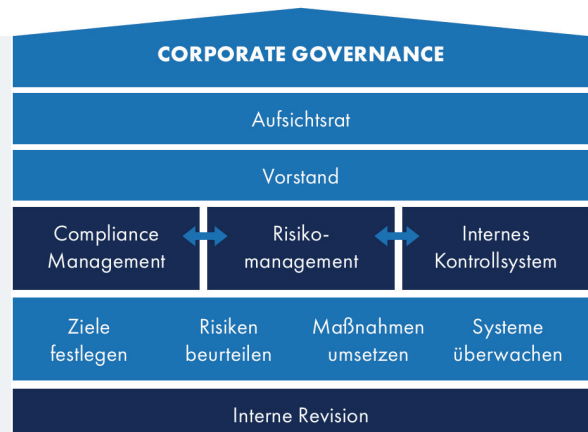 CORPORATE GOVERNANCE
Aufsichtsrat
Vorstand
Compliance
Management
Risiko-
management
Internes
Kontrollsystem
Ziele
festlegen
Risiken
beurteilen
Maßnahmen
umsetzen
Systeme
überwachen
Interne Revision